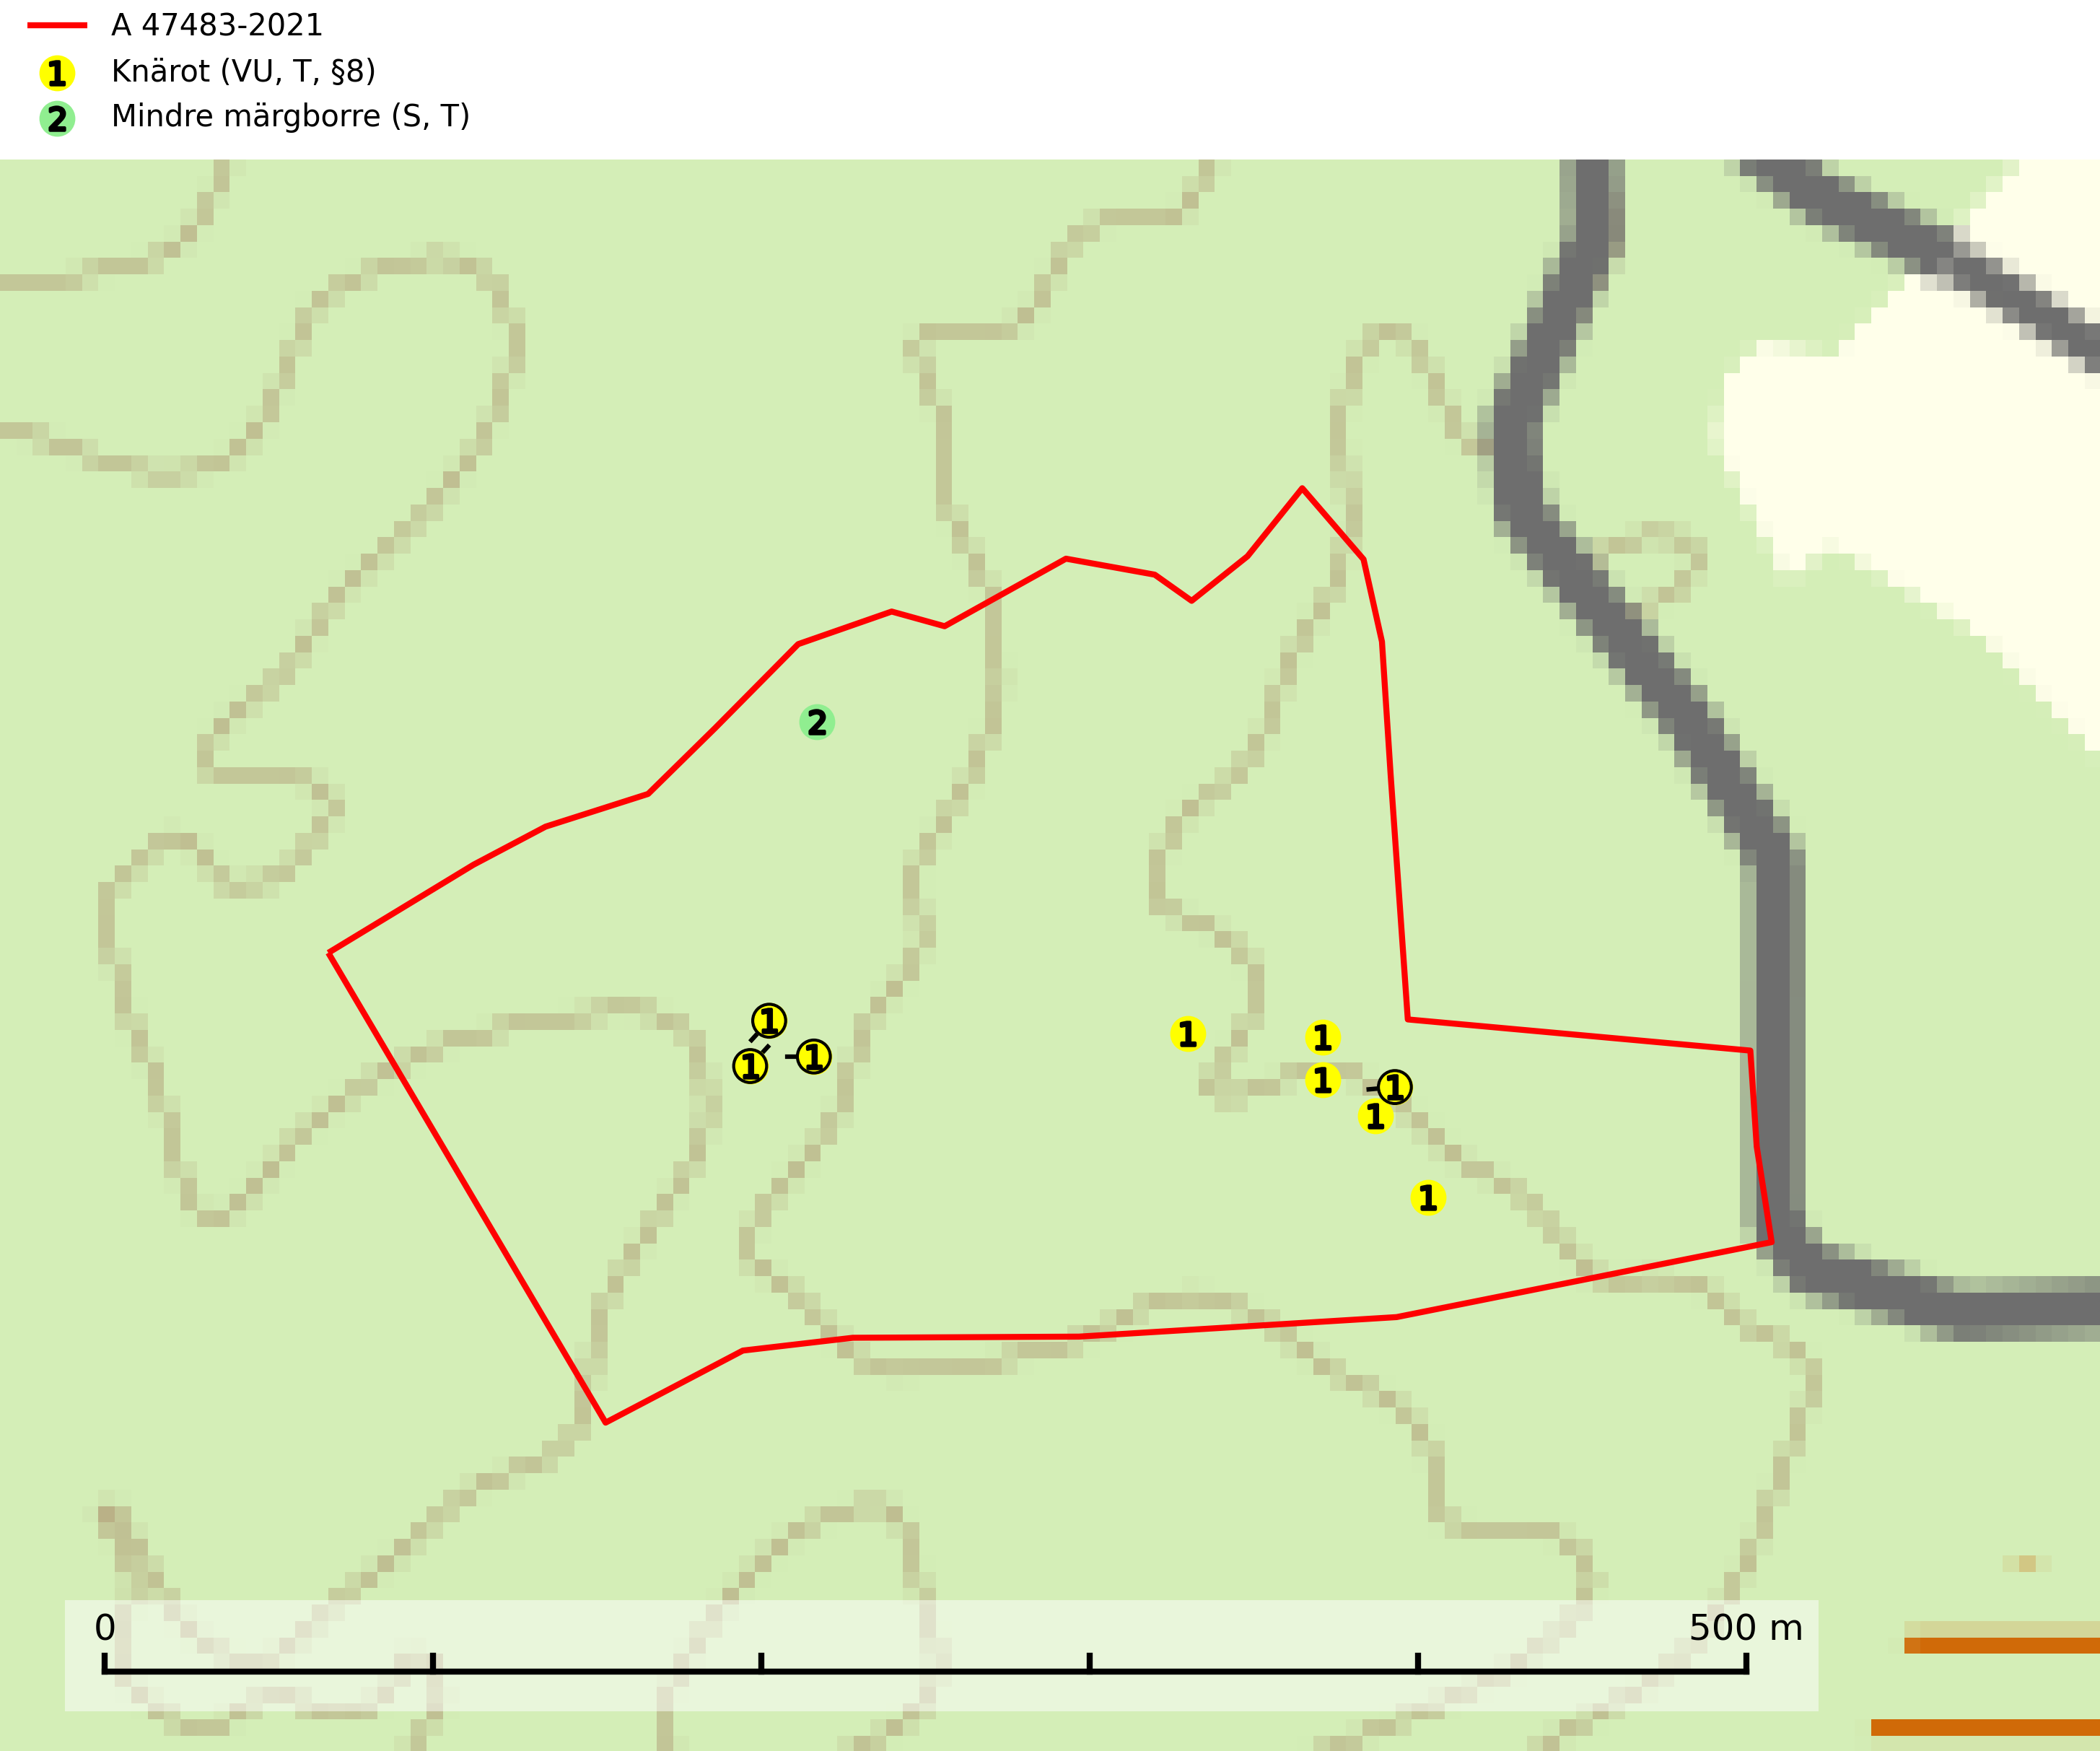 A 47483-2021
1 Knärot (VU, T, §8)
2 Mindre märgborre (S, T)
2
1
1 1
1 1
1
1 1
1
0 500 m